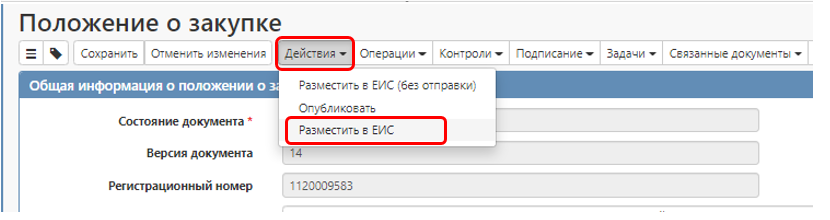 Положение о закупке
Сохранить Отменить изменения Действия Операции Контроли Подписание Задачи Связанные документы
Общая информация о положении о за
Разместить в ЕИС (без отправки)
Опубликовать
Состояние документа * Разместить в ЕИС
Версия документа 14
Регистрационный номер 1120009583